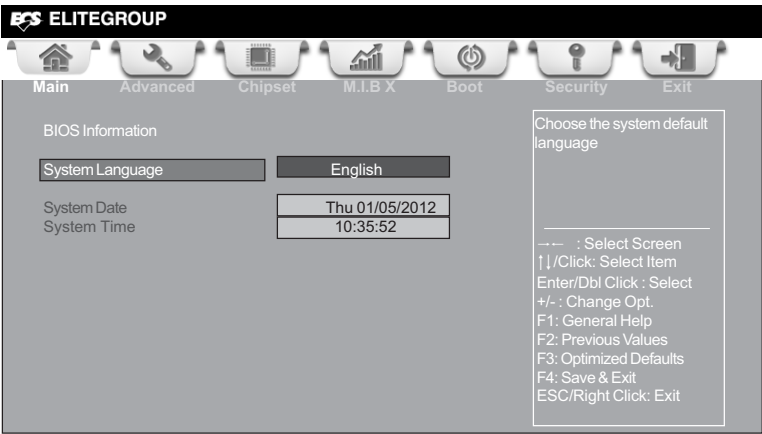 ECS ELITEGROUP
Main Advanced Chipset M.I.B X Boot Security Exit
BIOS Information
System Language English
System Date Thu 01/05/2012
System Time 10:35:52
Choose the system default
language
→← : Select Screen
↑↓/Click: Select Item
Enter/Dbl Click : Select
+/- : Change Opt.
F1: General Help
F2: Previous Values
F3: Optimized Defaults
F4: Save & Exit
ESC/Right Click: Exit